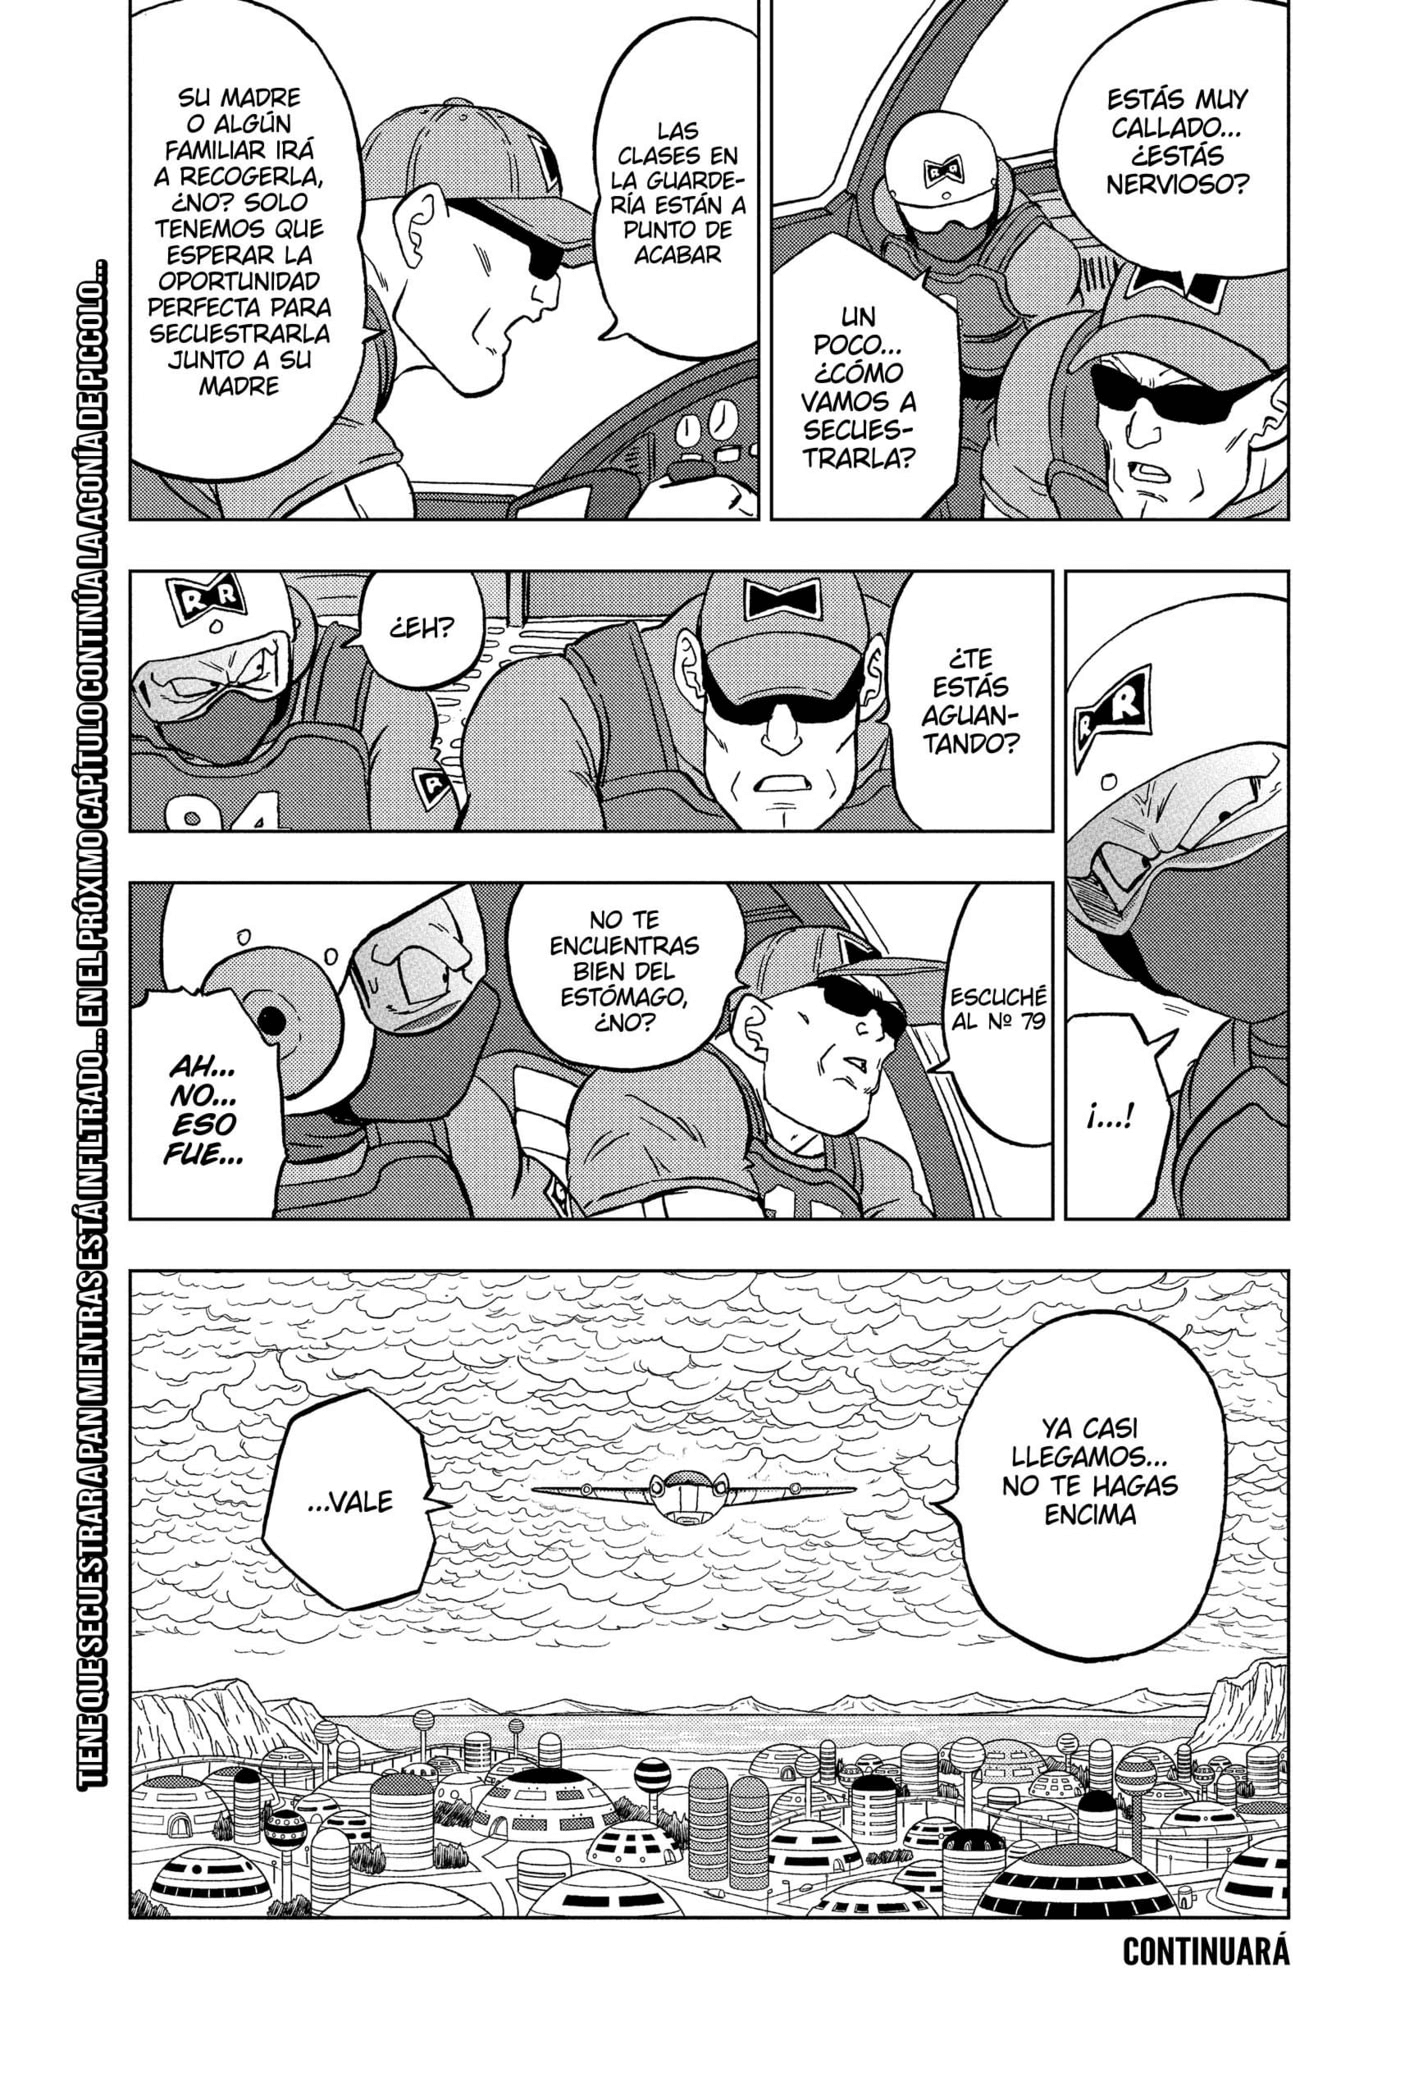 ESTÁS MUY
CALLADO...
¿ESTÁS
NERVIOSO?
UN
POCO...
¿CÓMO
VAMOS A
SECUES-
TRARLA?
LAS
CLASES EN
LA GUARDE-
RÍA ESTÁN A
PUNTO DE
ACABAR
SU MADRE
O ALGÚN
FAMILIAR IRÁ
A RECOGERLA,
¿NO? SOLO
TENEMOS QUE
ESPERAR LA
OPORTUNIDAD
PERFECTA PARA
SECUESTRARLA
JUNTO A SU
MADRE
RR
RR
¡...!
¿TE
ESTÁS
AGUAN-
TANDO?
¿EH?
RR
R
94
ESCUCHÉ
AL Nº 79
NO TE
ENCUENTRAS
BIEN DEL
ESTÓMAGO,
¿NO?
AH...
NO...
ESO
FUE...
YA CASI
LLEGAMOS...
NO TE HAGAS
ENCIMA
...VALE
TIENE QUE SECUESTRAR A PAN MIENTRAS ESTÁ INFILTRADO... EN EL PRÓXIMO CAPÍTULO CONTINÚA LA AGONÍA DE PICCOLO...
CONTINUARÁ